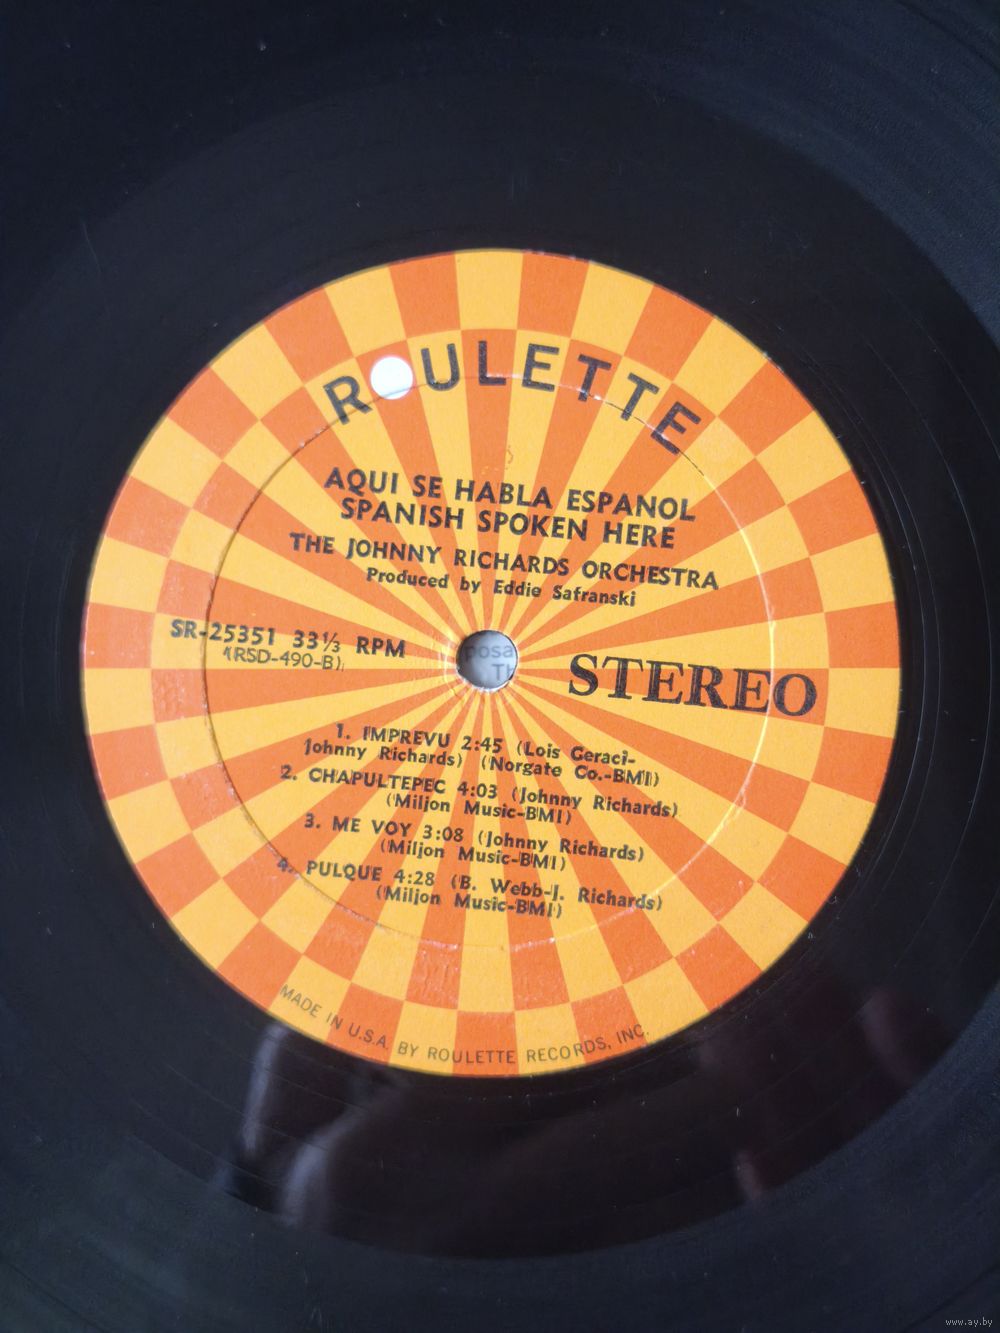 ROULETTE
AQUI SE HABLA ESPANOL
SPANISH SPOKEN HERE
THE JOHNNY RICHARDS ORCHESTRA
Produced by Eddie Safranski
SR-25351 33⅓ RPM
(RSD-490-B)
STEREO
1. IMPREVU 2:45 (Lois Geraci-
Johnny Richards) (Norgate Co.-BMI)
2. CHAPULTEPEC 4:03 (Johnny Richards)
(Miljon Music-BMI)
3. ME VOY 3:08 (Johnny Richards)
(Miljon Music-BMI)
4. PULQUE 4:28 (B. Webb-J. Richards)
(Miljon Music-BMI)
MADE IN U.S.A. BY ROULETTE RECORDS, INC.
www.ay.by